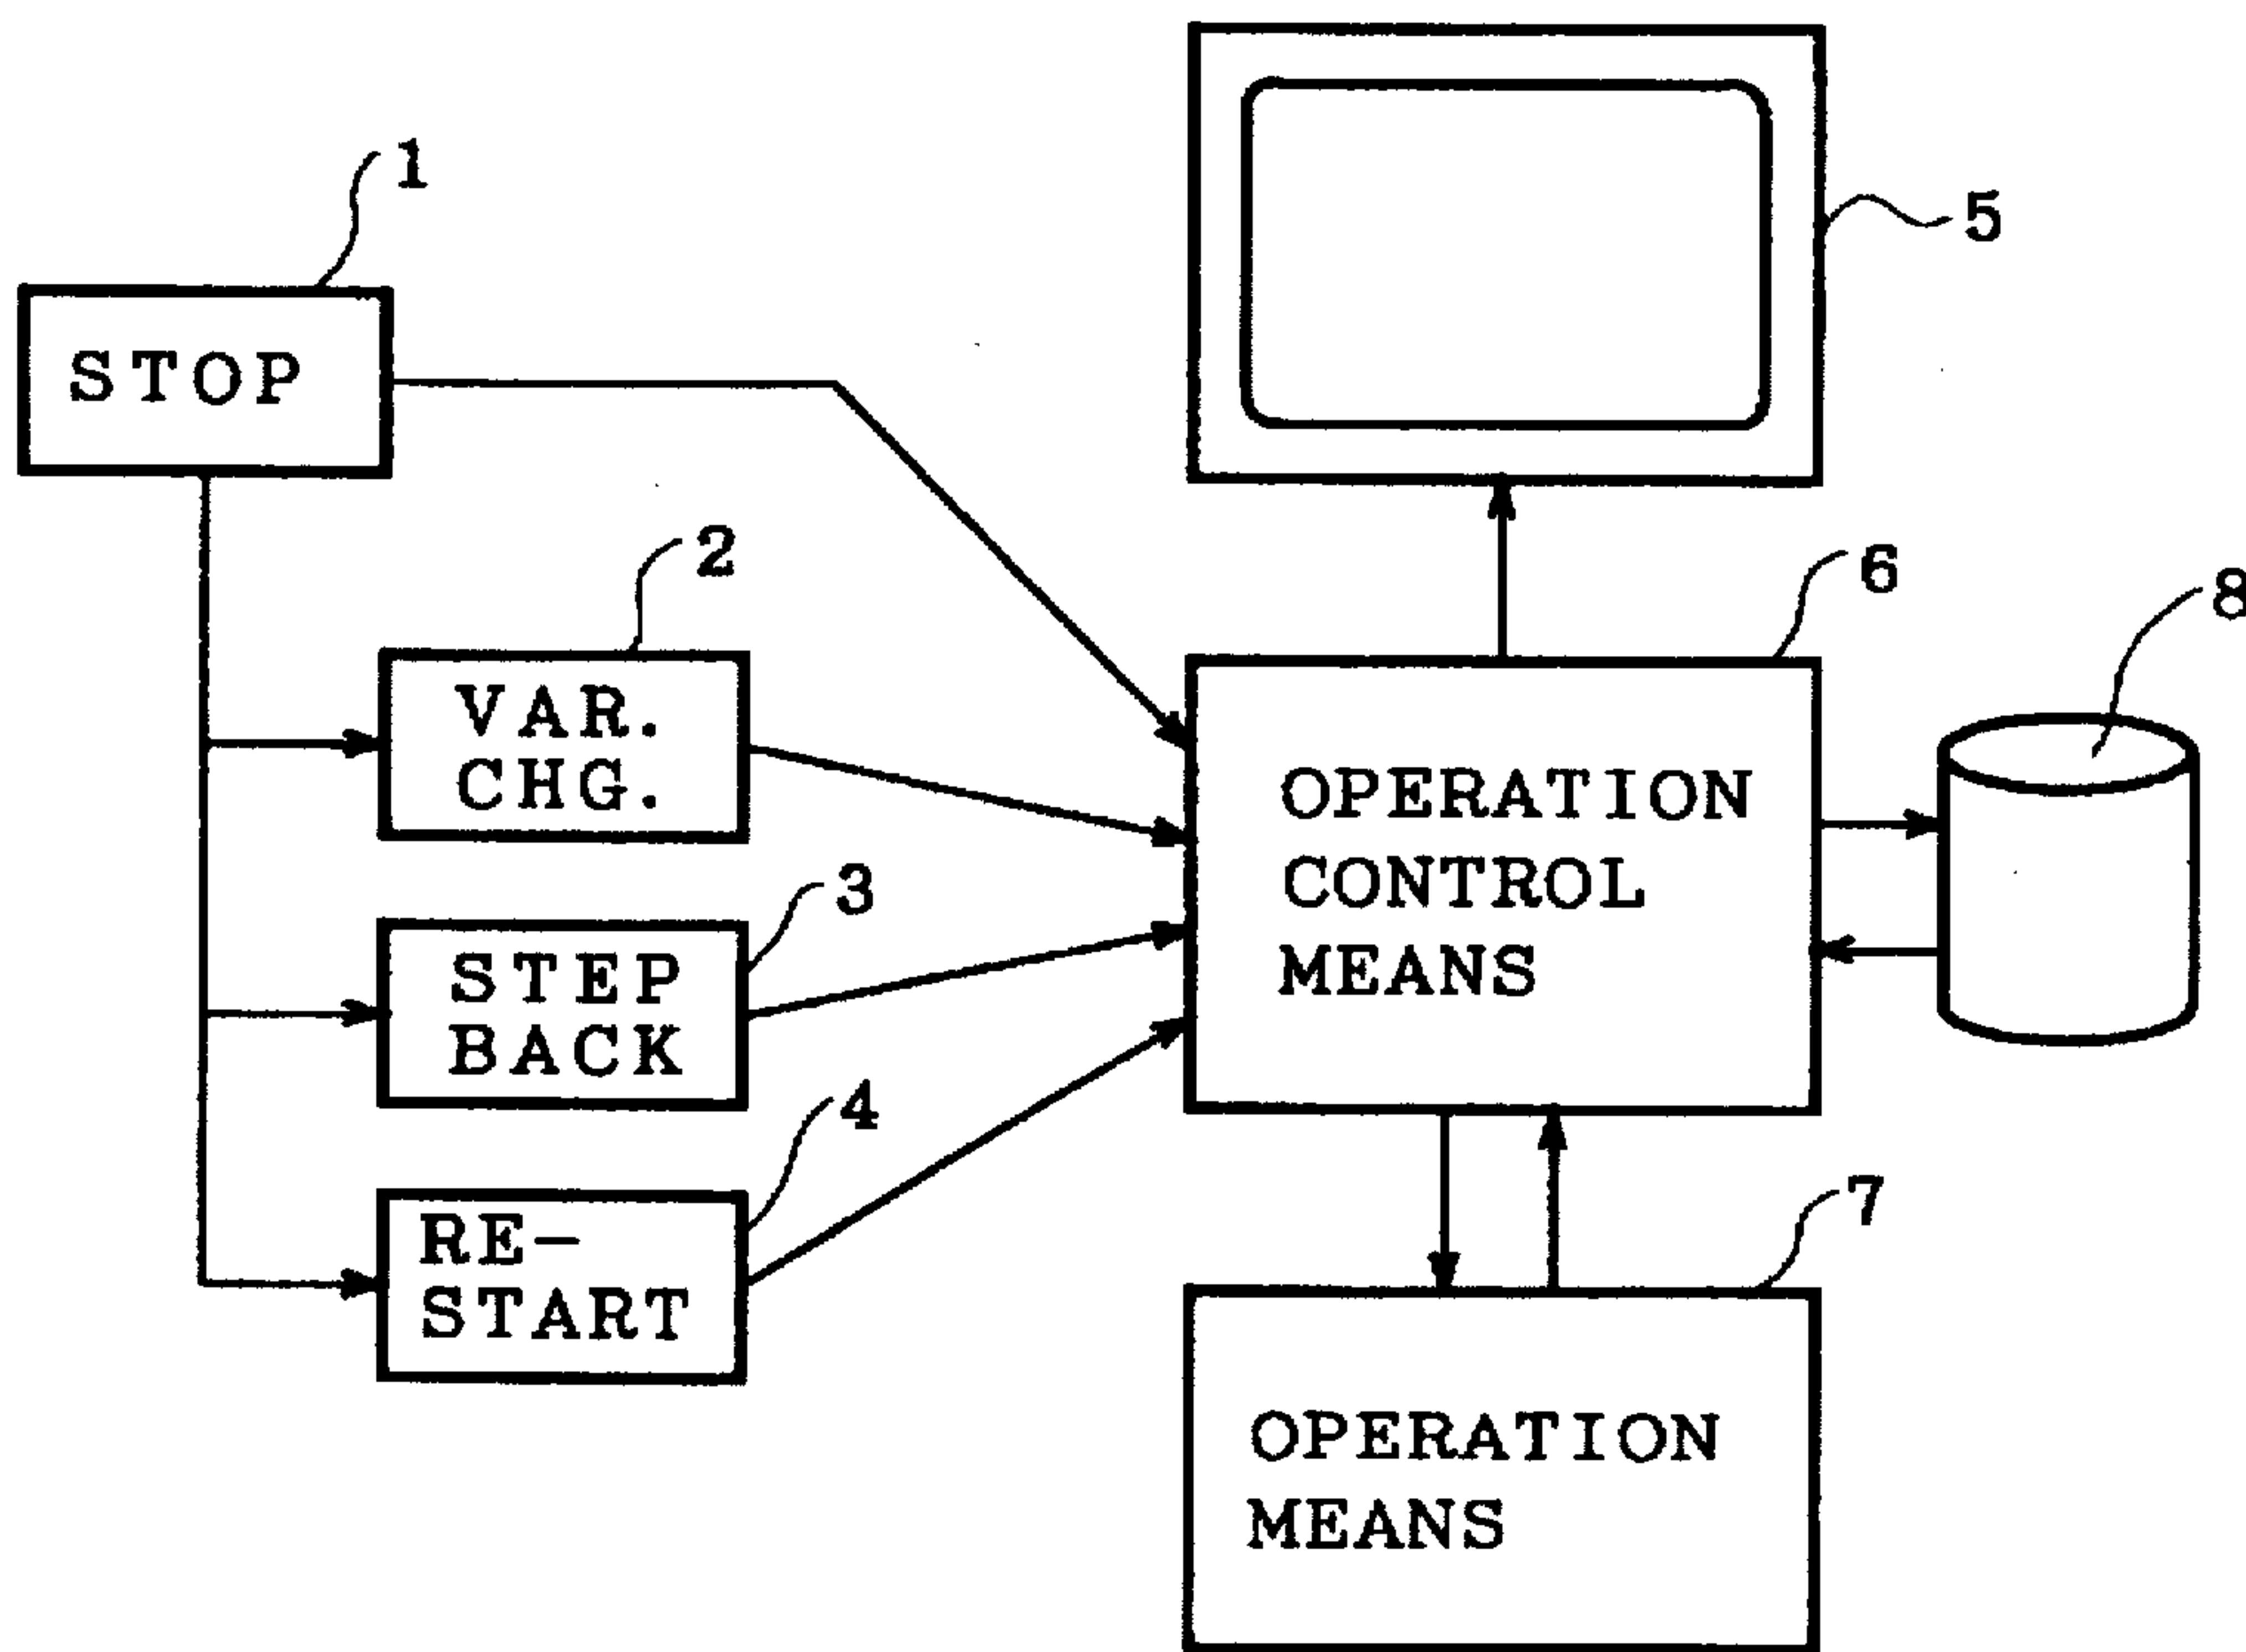 1
STOP
5
2
VAR.
CHG.
6
8
OPERATION
CONTROL
MEANS
3
STEP
BACK
4
RE-
START
7
OPERATION
MEANS